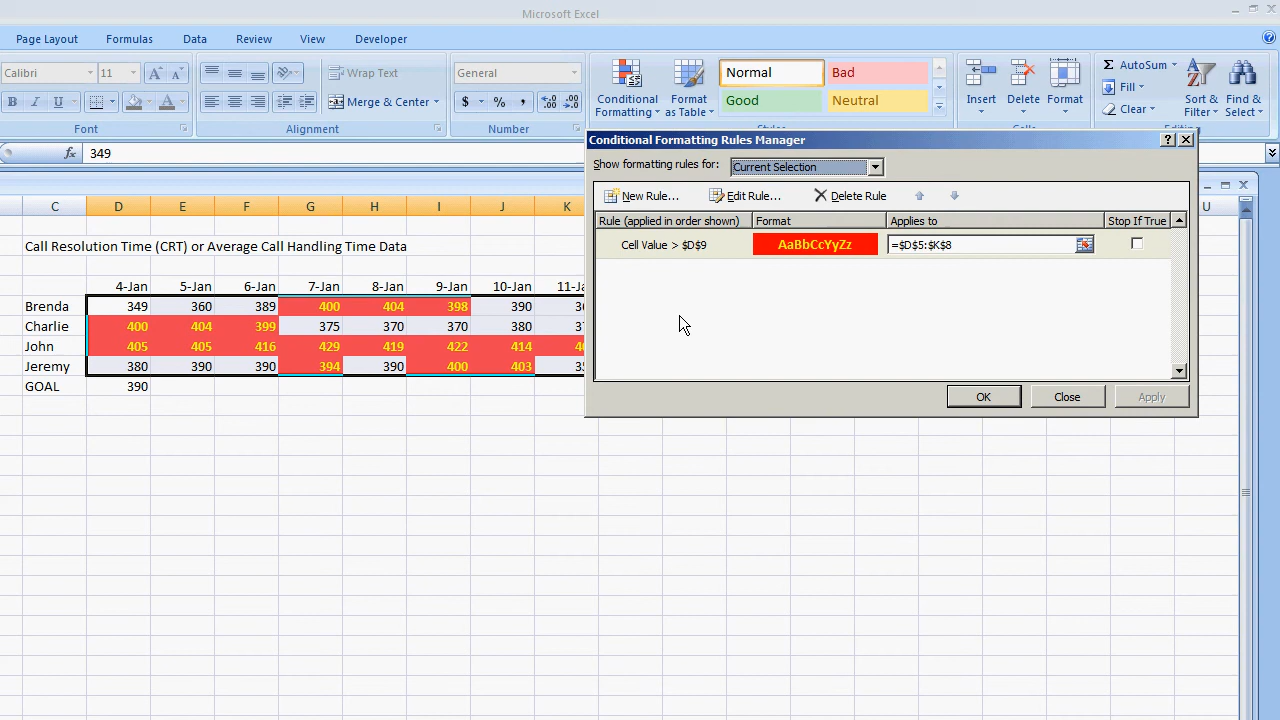 Microsoft Excel
Page Layout Formulas Data Review View Developer
Calibri 11 Wrap Text General Normal Bad AutoSum
B I U Merge & Center $ % , Conditional Formatting Format as Table Good Neutral Insert Delete Format Fill Clear Sort & Filter Find & Select
Font Alignment Number Styles Cells Editing
fx 349
Conditional Formatting Rules Manager
Show formatting rules for: Current Selection
New Rule... Edit Rule... Delete Rule
Rule (applied in order shown) Format Applies to Stop If True
Cell Value > $D$9 AaBbCcYyZz =$D$5:$K$8
OK Close Apply
C D E F G H I J K U
Call Resolution Time (CRT) or Average Call Handling Time Data
4-Jan 5-Jan 6-Jan 7-Jan 8-Jan 9-Jan 10-Jan
Brenda 349 360 389 400 404 398 390
Charlie 400 404 399 375 370 370 380
John 405 405 416 429 419 422 414
Jeremy 380 390 390 394 390 400 403
GOAL 390